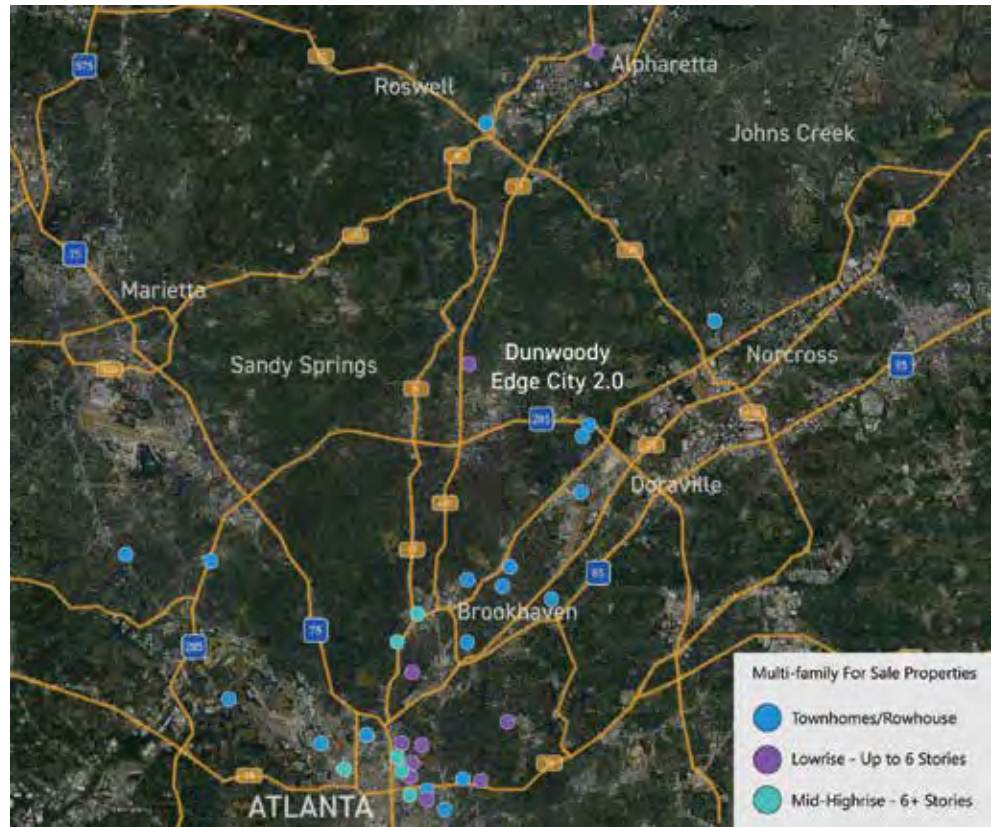 Alpharetta
Roswell
Johns Creek
Marietta
Sandy Springs
Dunwoody
Edge City 2.0
Norcross
Doraville
Brookhaven
ATLANTA
575
75
285
85
85
285
75
Multi-family For Sale Properties
Townhomes/Rowhouse
Lowrise - Up to 6 Stories
Mid-Highrise - 6+ Stories